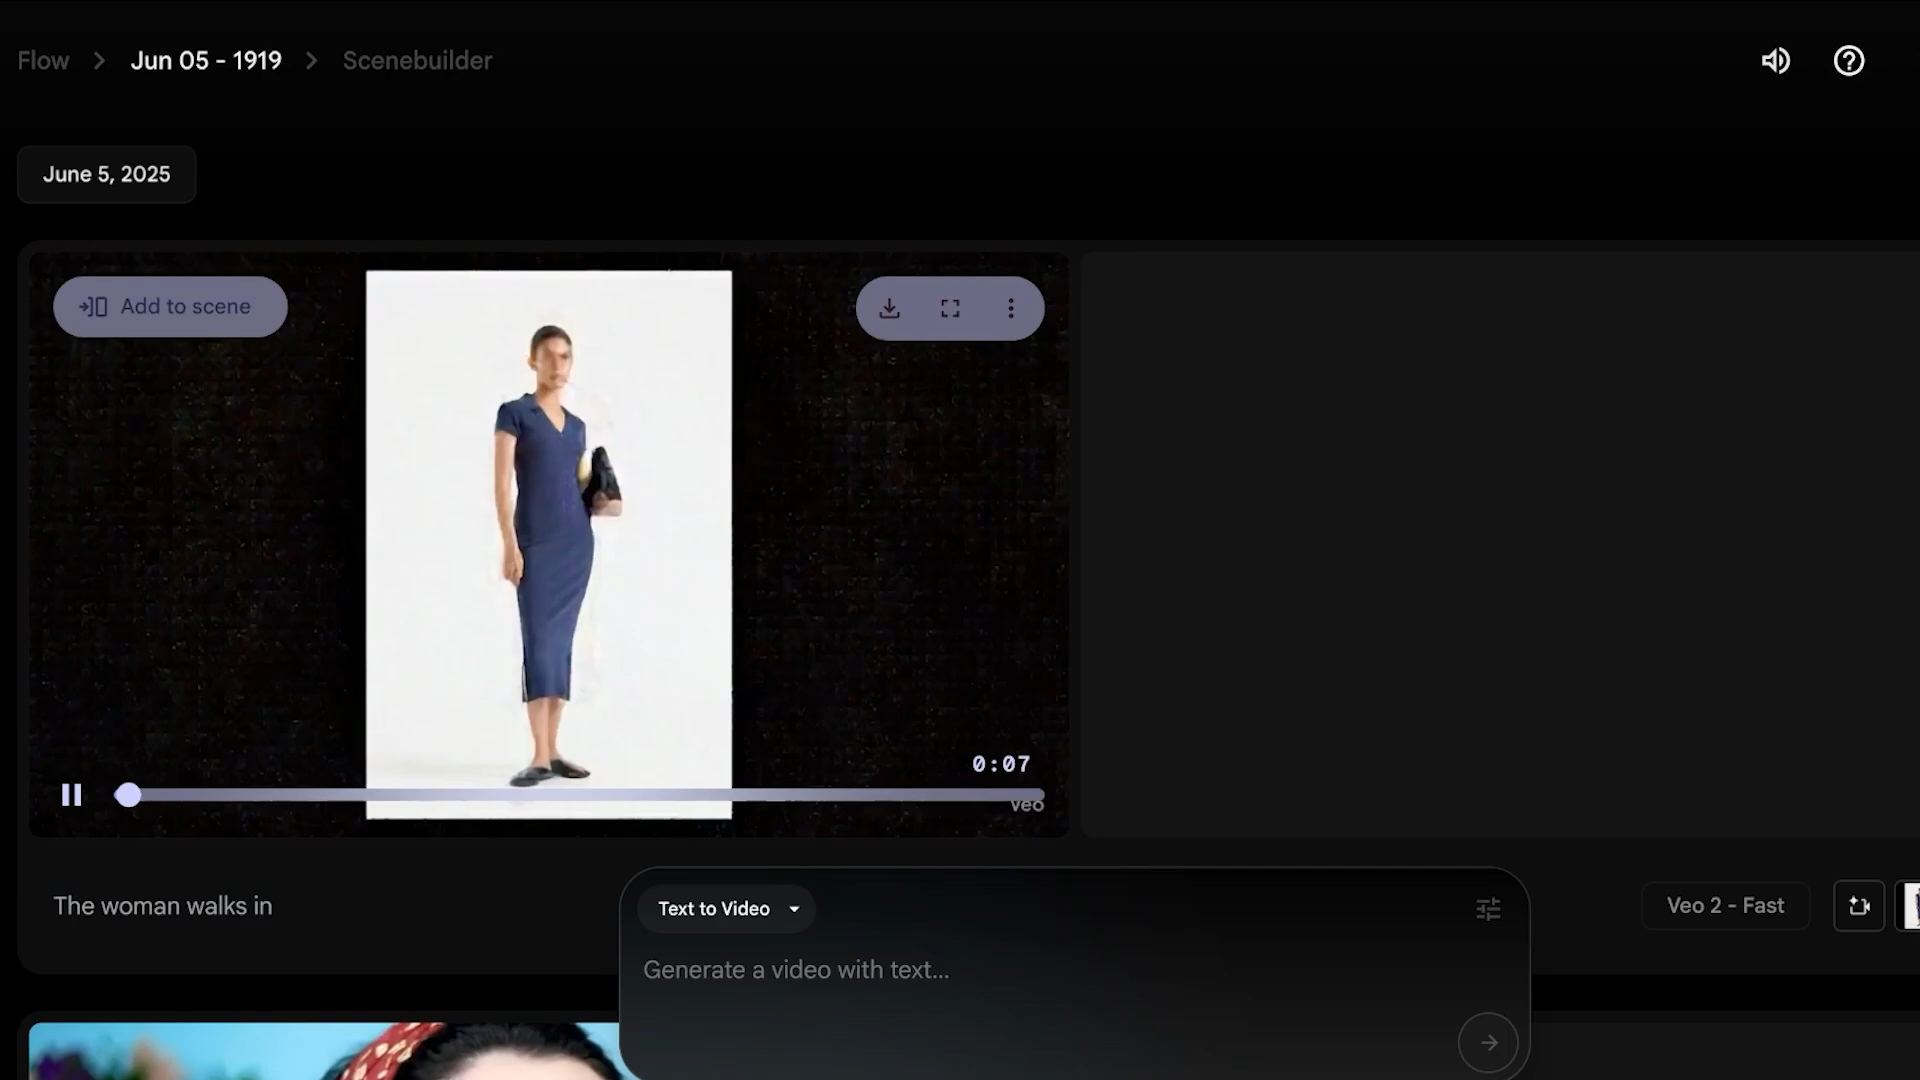 Flow > Jun 05 - 1919 > Scenebuilder
June 5, 2025
Add to scene
0:07
Veo
The woman walks in
Text to Video
Veo 2 - Fast
Generate a video with text...